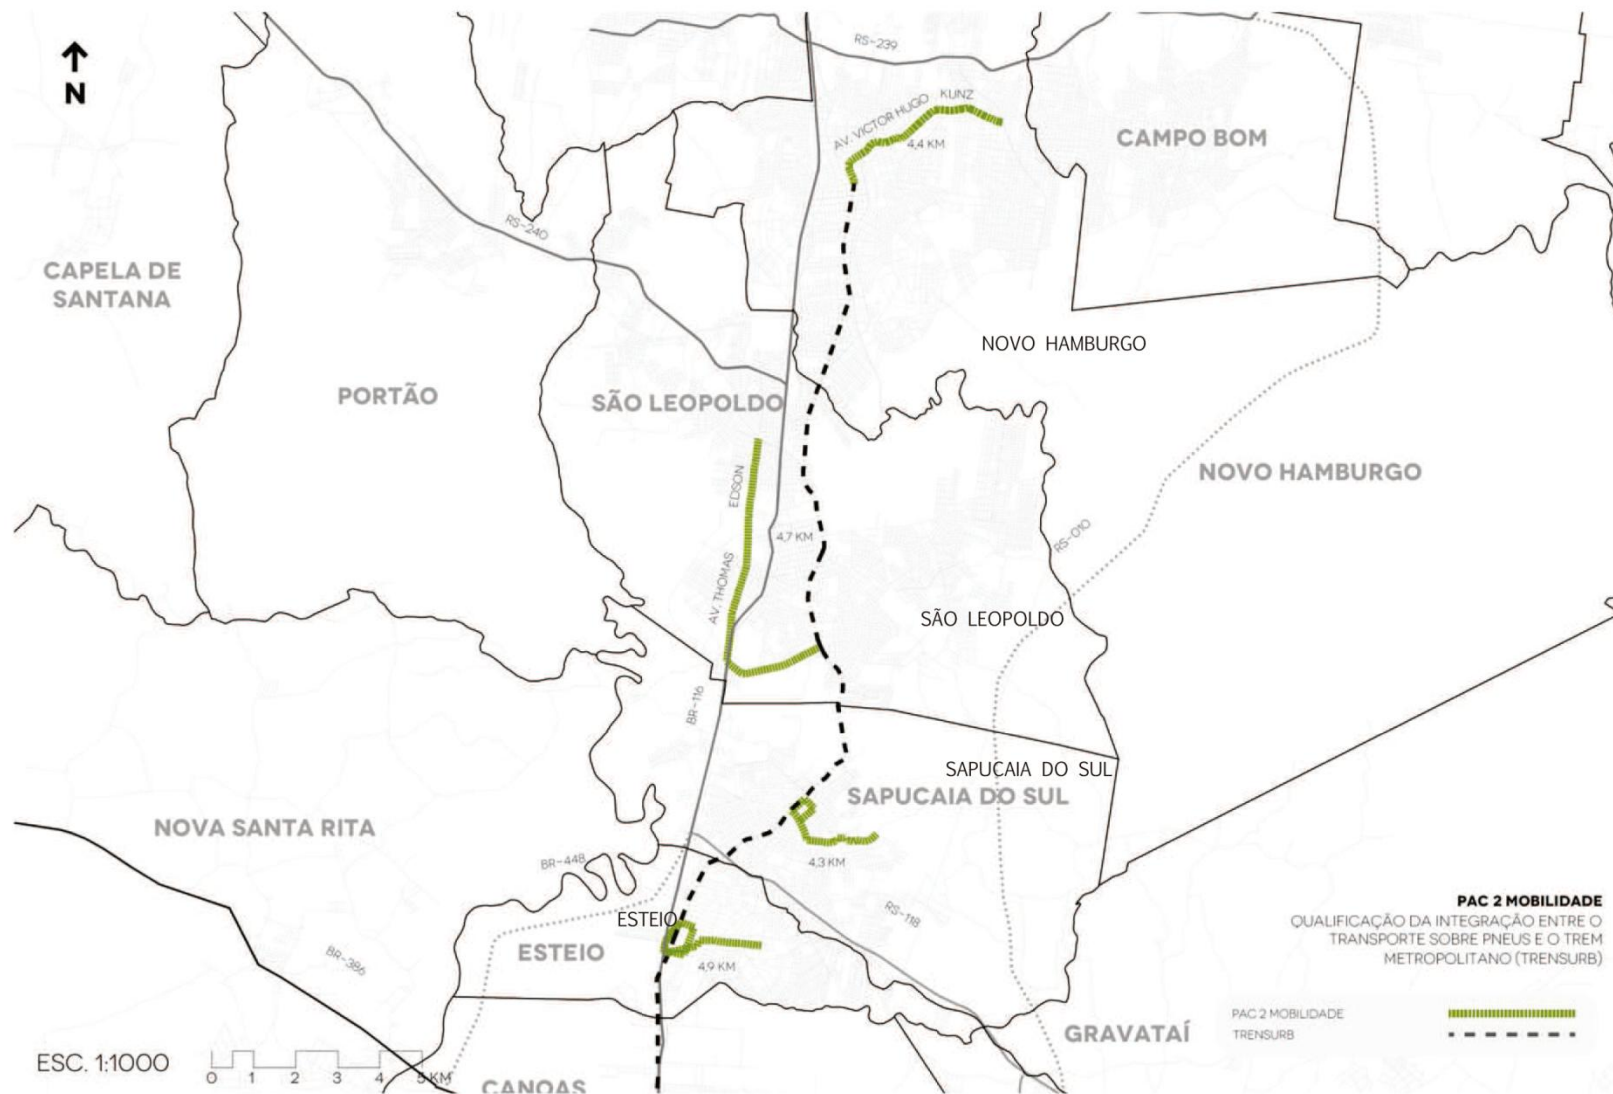 N
RS-239
AV. VICTOR HUGO KUNZ
4,4 KM
CAMPO BOM
RS-240
CAPELA DE
SANTANA
NOVO HAMBURGO
PORTÃO
SÃO LEOPOLDO
NOVO HAMBURGO
AV. THOMAS EDSON
4,7 KM
RS-010
SÃO LEOPOLDO
BR-116
SAPUCAIA DO SUL
SAPUCAIA DO SUL
NOVA SANTA RITA
BR-448
4,3 KM
RS-118
ESTEIO
ESTEIO
4,9 KM
BR-386
PAC 2 MOBILIDADE
QUALIFICAÇÃO DA INTEGRAÇÃO ENTRE O
TRANSPORTE SOBRE PNEUS E O TREM
METROPOLITANO (TRENSURB)
PAC 2 MOBILIDADE
TRENSURB
GRAVATAÍ
CANOAS
ESC. 1:1000
0 1 2 3 4 5 KM